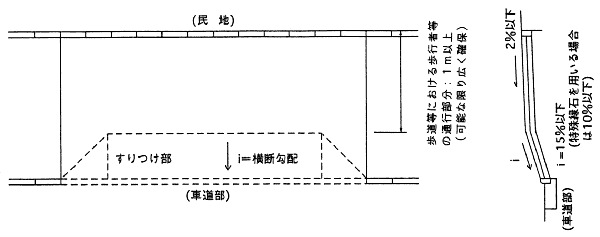 (民 地)
すりつけ部
i＝横断勾配
(車道部)
歩道等における歩行者等
の通行部分：1m以上
(可能な限り広く確保)
2％以下
i
i＝15％以下
(特殊縁石を用いる場合
は10％以下)
(車道部)